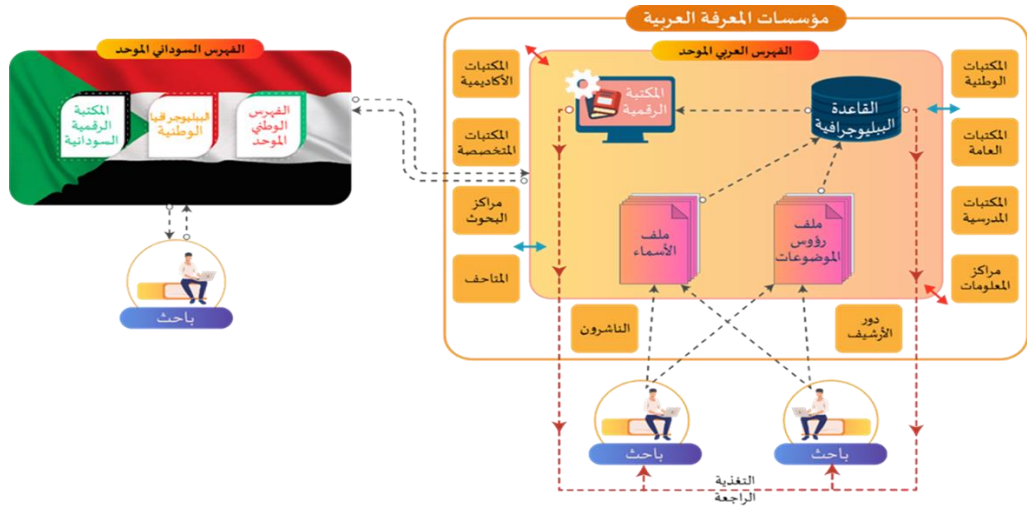 مؤسسات المعرفة العربية
الفهرس العربي الموحد
المكتبات
الوطنية
المكتبات
العامة
المكتبات
المدرسية
مراكز
المعلومات
القاعدة
الببليوجرافية
المكتبة
الرقمية
ملف
رؤوس
الموضوعات
ملف
الأسماء
المكتبات
الأكاديمية
المكتبات
المتخصصة
مراكز
البحوث
المتاحف
دور
الأرشيف
الناشرون
باحث
باحث
التغذية
الراجعة
الفهرس السوداني الموحد
الفهرس
الوطني
الموحد
الببليوجرافيا
الوطنية
المكتبة
الرقمية
السودانية
باحث